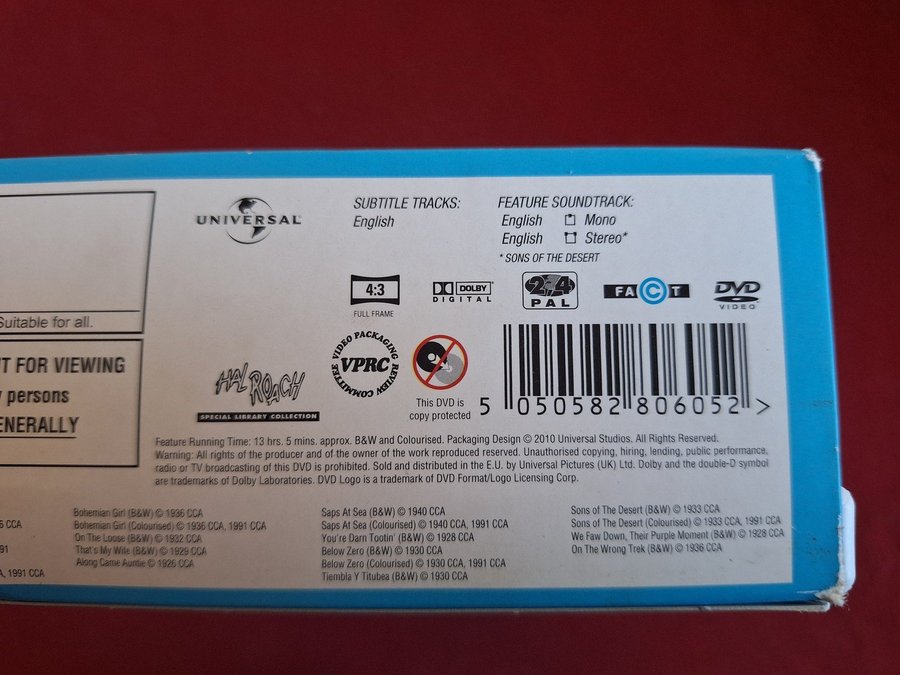 UNIVERSAL
SUBTITLE TRACKS:
English
FEATURE SOUNDTRACK:
English Mono
English Stereo*
* SONS OF THE DESERT
4:3
FULL FRAME
DOLBY
DIGITAL
2 4
PAL
FACT
DVD
VIDEO
Suitable for all.
T FOR VIEWING
persons
ENERALLY
HAL ROACH
SPECIAL LIBRARY COLLECTION
VIDEO PACKAGING REVIEW COMMITTEE
VPRC
This DVD is
copy protected
5 050582 806052 >
Feature Running Time: 13 hrs. 5 mins. approx. B&W and Colourised. Packaging Design © 2010 Universal Studios. All Rights Reserved.
Warning: All rights of the producer and of the owner of the work reproduced reserved. Unauthorised copying, hiring, lending, public performance,
radio or TV broadcasting of this DVD is prohibited. Sold and distributed in the E.U. by Universal Pictures (UK) Ltd. Dolby and the double-D symbol
are trademarks of Dolby Laboratories. DVD Logo is a trademark of DVD Format/Logo Licensing Corp.
6 CCA
91
A, 1991 CCA
Bohemian Girl (B&W) © 1936 CCA
Bohemian Girl (Colourised) © 1936 CCA, 1991 CCA
On The Loose (B&W) © 1932 CCA
That's My Wife (B&W) © 1929 CCA
Along Came Auntie © 1926 CCA
Saps At Sea (B&W) © 1940 CCA
Saps At Sea (Colourised) © 1940 CCA, 1991 CCA
You're Darn Tootin' (B&W) © 1928 CCA
Below Zero (B&W) © 1930 CCA
Below Zero (Colourised) © 1930 CCA, 1991 CCA
Tiembla Y Titubea (B&W) © 1930 CCA
Sons of The Desert (B&W) © 1933 CCA
Sons of The Desert (Colourised) © 1933 CCA, 1991 CCA
We Faw Down, Their Purple Moment (B&W) © 1928 CCA
On The Wrong Trek (B&W) © 1936 CCA